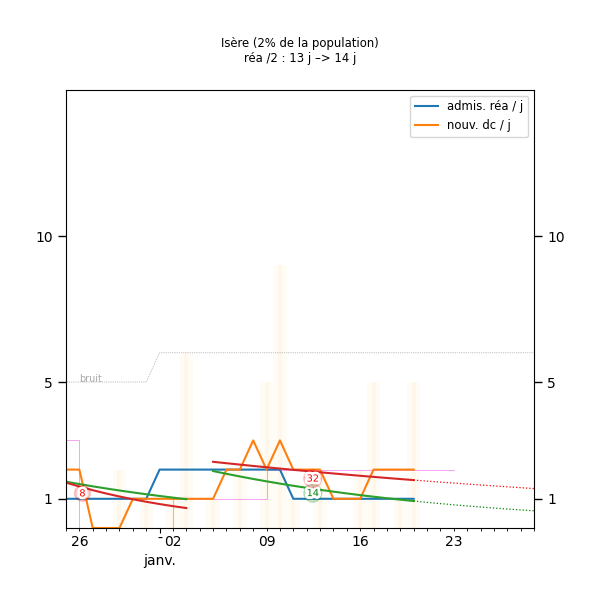 Isère (2% de la population)
réa /2 : 13 j –> 14 j
admis. réa / j
nouv. dc / j
10 10
bruit
5 5
8 32
14
1 1
26 02 09 16 23
janv.